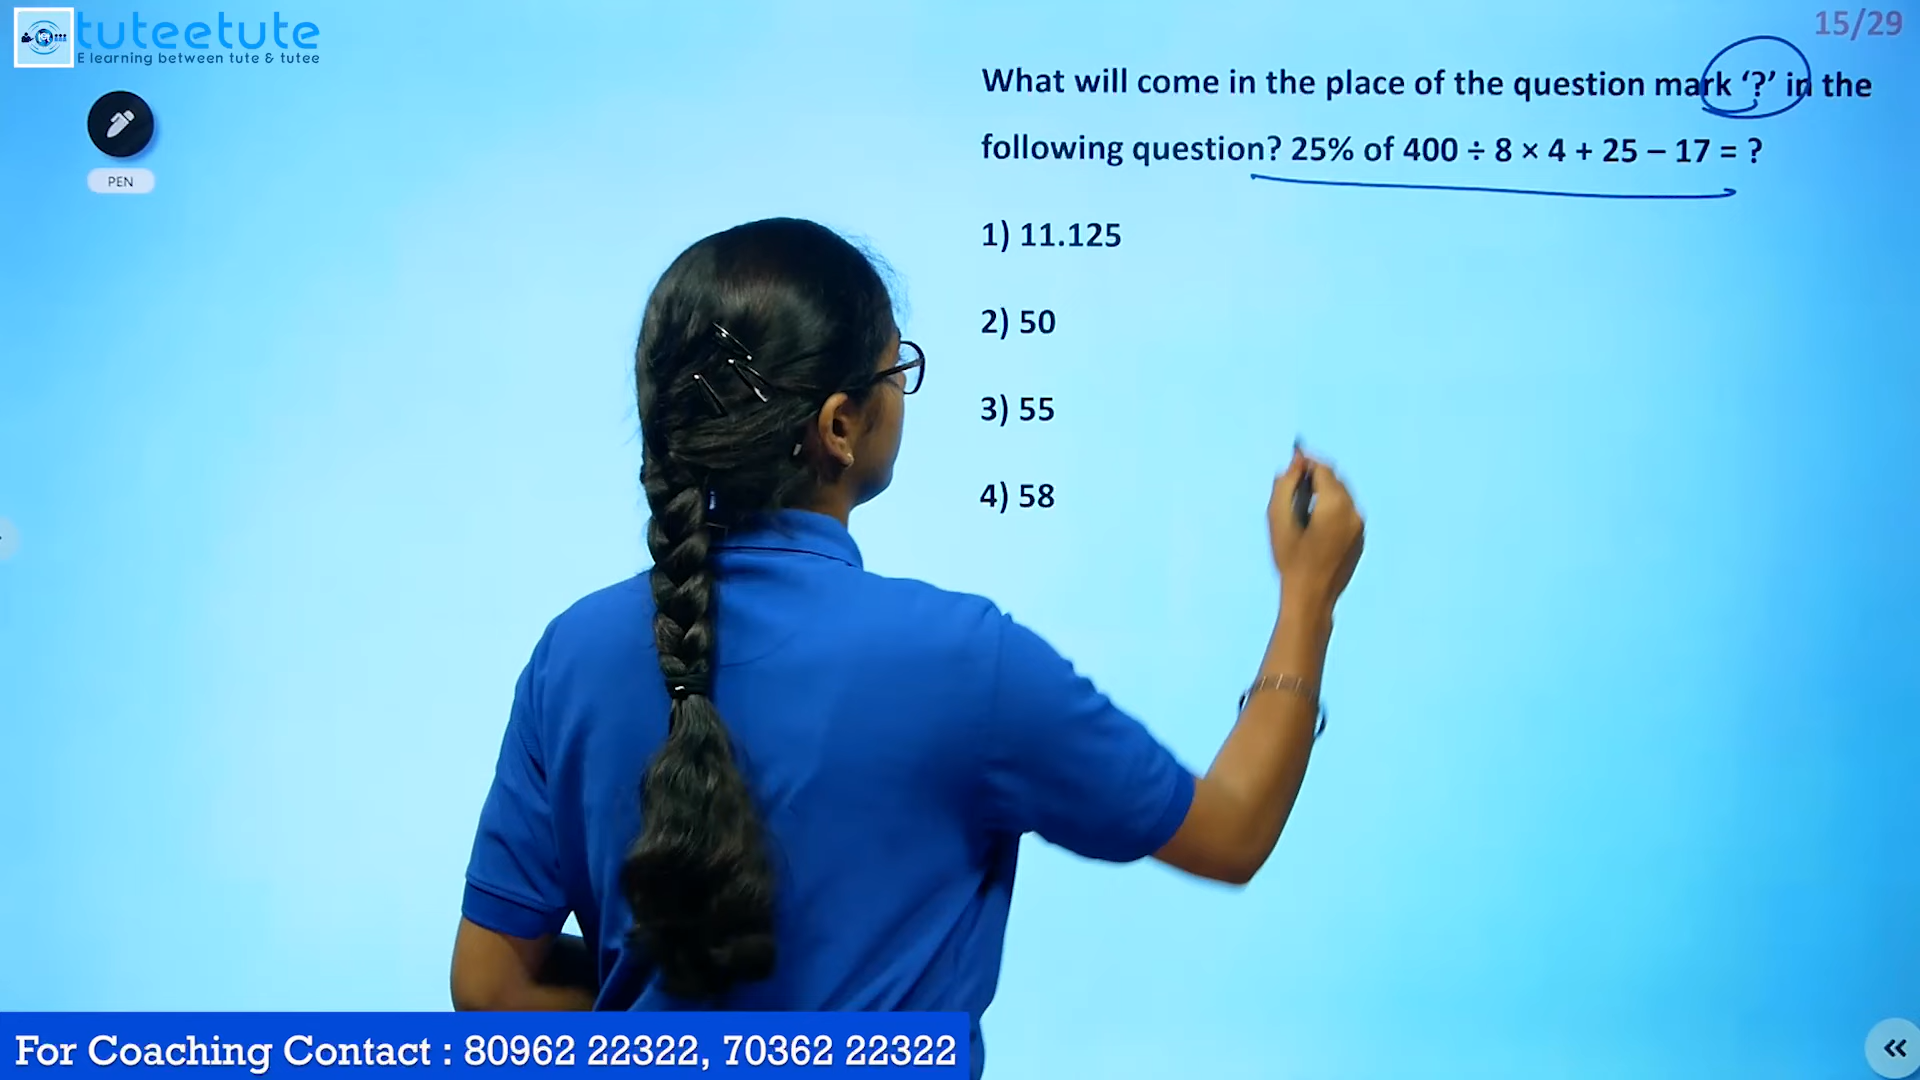 tuteetute
E learning between tute & tutee
15/29
PEN
What will come in the place of the question mark ‘?’ in the
following question? 25% of 400 ÷ 8 × 4 + 25 – 17 = ?
1) 11.125
2) 50
3) 55
4) 58
For Coaching Contact : 80962 22322, 70362 22322